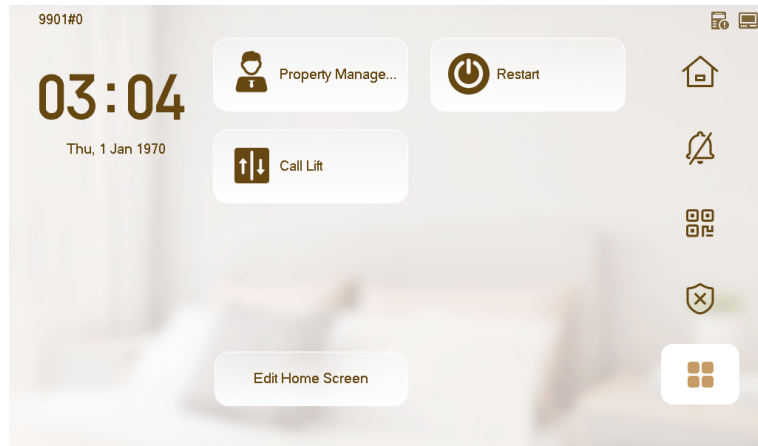 9901#0
03:04
Thu, 1 Jan 1970
Property Manage...
Restart
Call Lift
Edit Home Screen